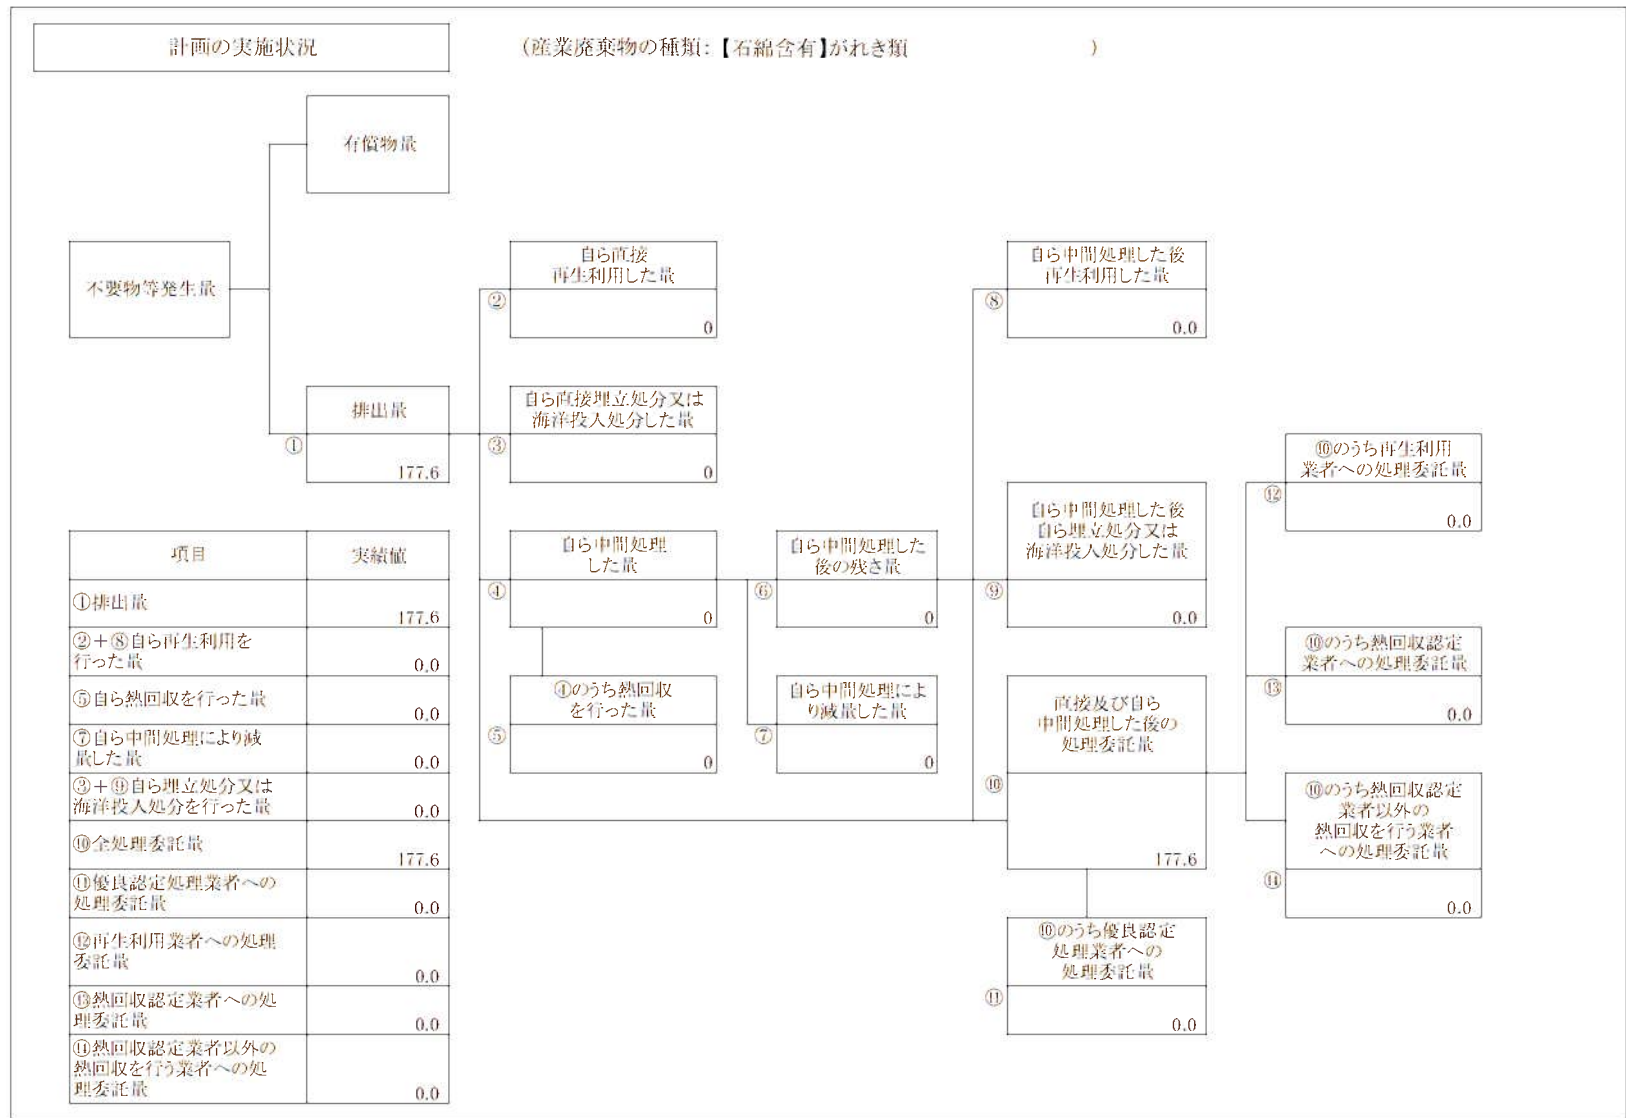 計画の実施状況
（産業廃棄物の種類：【石綿含有】がれき類　）
有償物量
不要物等発生量
排出量
①
177.6
自ら直接
再生利用した量
②
0
自ら直接埋立処分又は
海洋投入処分した量
③
0
自ら中間処理
した量
④
0
④のうち熱回収
を行った量
⑤
0
自ら中間処理した
後の残さ量
⑥
0
自ら中間処理によ
り減量した量
⑦
0
自ら中間処理した後
再生利用した量
⑧
0.0
自ら中間処理した後
自ら埋立処分又は
海洋投入処分した量
⑨
0.0
直接及び自ら
中間処理した後の
処理委託量
⑩
177.6
⑩のうち優良認定
処理業者への
処理委託量
⑪
0.0
⑩のうち再生利用
業者への処理委託量
⑫
0.0
⑩のうち熱回収認定
業者への処理委託量
⑬
0.0
⑩のうち熱回収認定
業者以外の
熱回収を行う業者
への処理委託量
⑭
0.0
項目
実績値
①排出量
177.6
②＋⑧自ら再生利用を
行った量
0.0
⑤自ら熱回収を行った量
0.0
⑦自ら中間処理により減
量した量
0.0
③＋⑨自ら埋立処分又は
海洋投入処分を行った量
0.0
⑩全処理委託量
177.6
⑪優良認定処理業者への
処理委託量
0.0
⑫再生利用業者への処理
委託量
0.0
⑬熱回収認定業者への処
理委託量
0.0
⑭熱回収認定業者以外の
熱回収を行う業者への処
理委託量
0.0